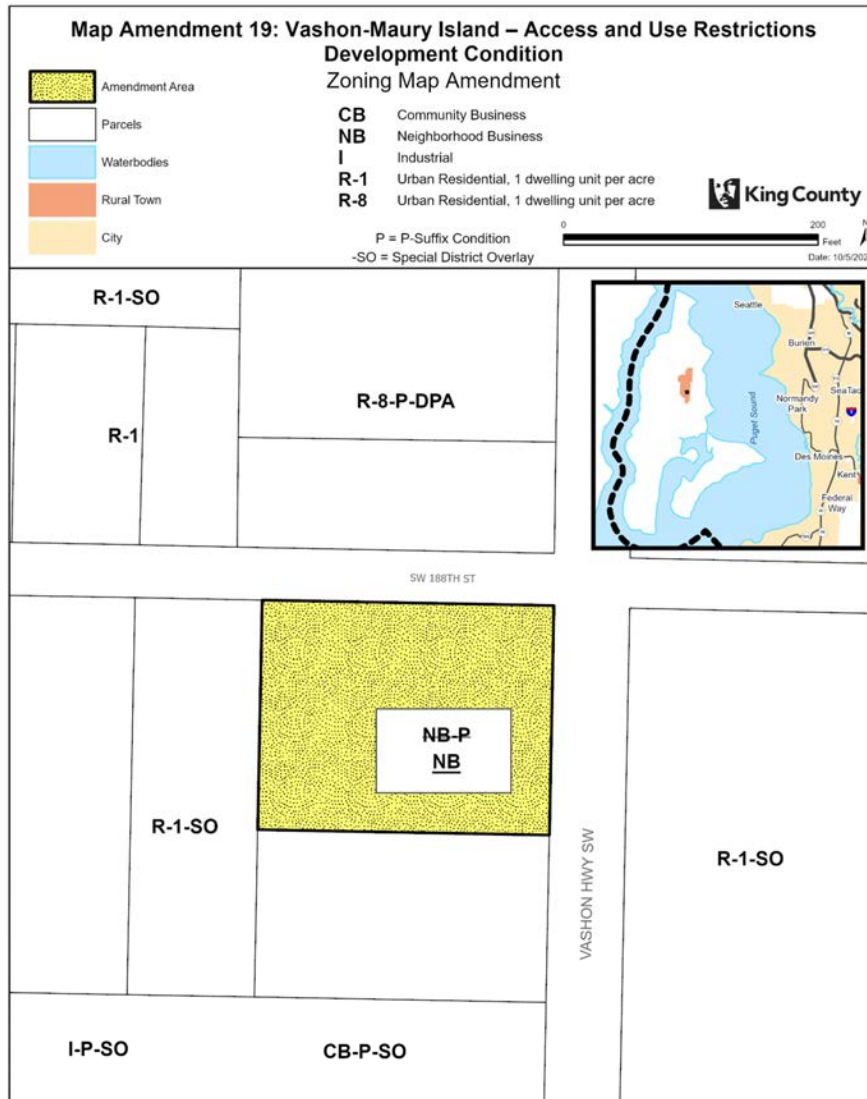 Map Amendment 19: Vashon-Maury Island – Access and Use Restrictions
Development Condition
Zoning Map Amendment
Amendment Area
Parcels
Waterbodies
Rural Town
City
CB Community Business
NB Neighborhood Business
I Industrial
R-1 Urban Residential, 1 dwelling unit per acre
R-8 Urban Residential, 1 dwelling unit per acre
P = P-Suffix Condition
-SO = Special District Overlay
King County
0 200
Feet
N
Date: 10/5/202
R-1-SO
R-1
R-8-P-DPA
Seattle
Burien
SeaTac
Normandy
Park
Puget Sound
Des Moines
Kent
Federal
Way
SW 188TH ST
NB-P
NB
R-1-SO
VASHON HWY SW
R-1-SO
I-P-SO
CB-P-SO